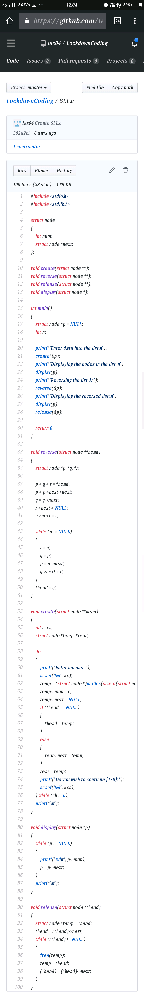 4G 2.6K/s S ... 12:04 VoD LTE 4G 23%
https://github.com/la 24
lax04 / LockdownCoding
Code Issues 0 Pull requests 0 Projects 0
Branch: master Find file Copy path
LockdownCoding / SLL.c
lax04 Create SLL.c
302a2cf 6 days ago
1 contributor
Raw Blame History
100 lines (88 sloc) 1.69 KB
1 #include <stdio.h>
2 #include <stdlib.h>
3
4 struct node
5 {
6 int num;
7 struct node *next;
8 };
9
10 void create(struct node **);
11 void reverse(struct node **);
12 void release(struct node **);
13 void display(struct node *);
14
15 int main()
16 {
17 struct node *p = NULL;
18 int n;
19
20 printf("Enter data into the list\n");
21 create(&p);
22 printf("Displaying the nodes in the list:\n");
23 display(p);
24 printf("Reversing the list...\n");
25 reverse(&p);
26 printf("Displaying the reversed list:\n");
27 display(p);
28 release(&p);
29
30 return 0;
31 }
32
33 void reverse(struct node **head)
34 {
35 struct node *p, *q, *r;
36
37 p = q = r = *head;
38 p = p->next->next;
39 q = q->next;
40 r->next = NULL;
41 q->next = r;
42
43 while (p != NULL)
44 {
45 r = q;
46 q = p;
47 p = p->next;
48 q->next = r;
49 }
50 *head = q;
51 }
52
53 void create(struct node **head)
54 {
55 int c, ch;
56 struct node *temp, *rear;
57
58 do
59 {
60 printf("Enter number: ");
61 scanf("%d", &c);
62 temp = (struct node *)malloc(sizeof(struct no
63 temp->num = c;
64 temp->next = NULL;
65 if (*head == NULL)
66 {
67 *head = temp;
68 }
69 else
70 {
71 rear->next = temp;
72 }
73 rear = temp;
74 printf("Do you wish to continue [1/0]: ");
75 scanf("%d", &ch);
76 } while (ch != 0);
77 printf("\n");
78 }
79
80 void display(struct node *p)
81 {
82 while (p != NULL)
83 {
84 printf("%d\t", p->num);
85 p = p->next;
86 }
87 printf("\n");
88 }
89
90 void release(struct node **head)
91 {
92 struct node *temp = *head;
93 *head = (*head)->next;
94 while ((*head) != NULL)
95 {
96 free(temp);
97 temp = *head;
98 (*head) = (*head)->next;
99 }
100 }